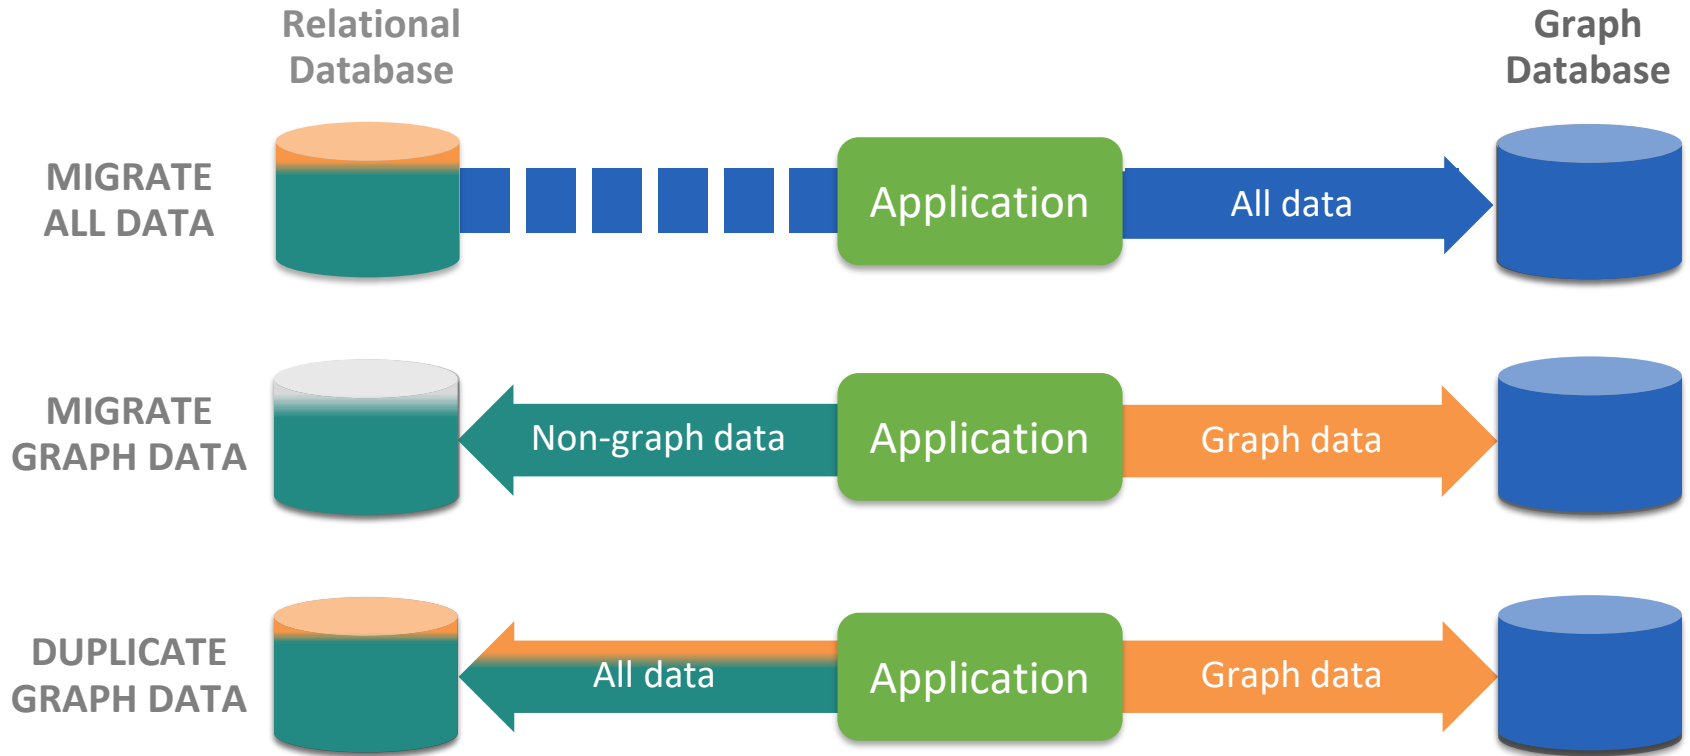 Relational
Database
Graph
Database
MIGRATE
ALL DATA
Application
All data
MIGRATE
GRAPH DATA
Non-graph data
Application
Graph data
DUPLICATE
GRAPH DATA
All data
Application
Graph data